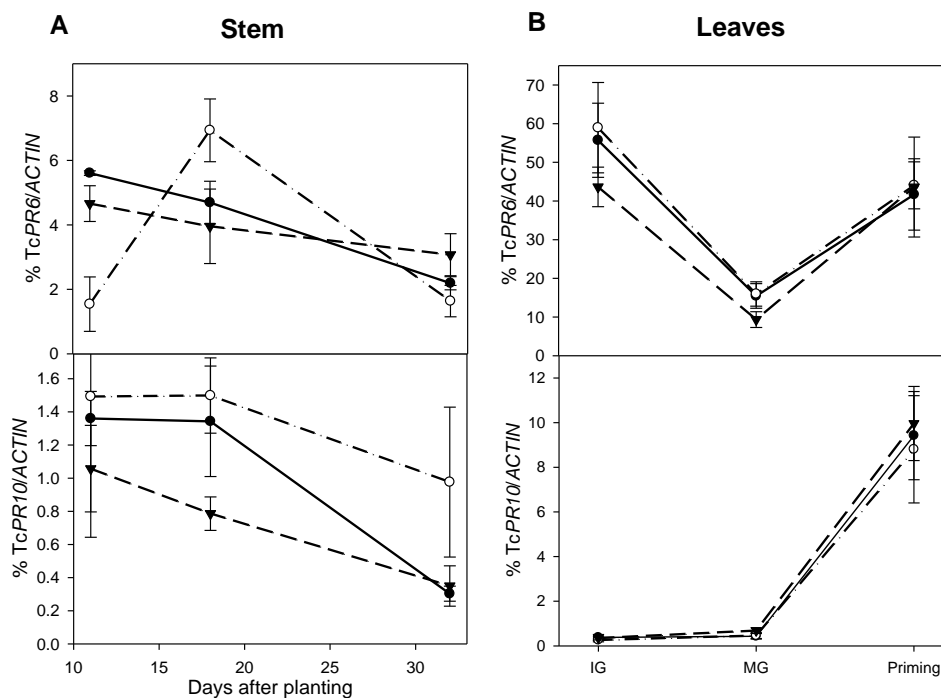 A
Stem
B
Leaves
% TcPR6/ACTIN
8
6
4
2
0
% TcPR6/ACTIN
70
60
50
40
30
20
10
0
% TcPR10/ACTIN
1.6
1.4
1.2
1.0
0.8
0.6
0.4
0.2
0.0
10
15
20
25
30
Days after planting
% TcPR10/ACTIN
12
10
8
6
4
2
0
IG
MG
Priming